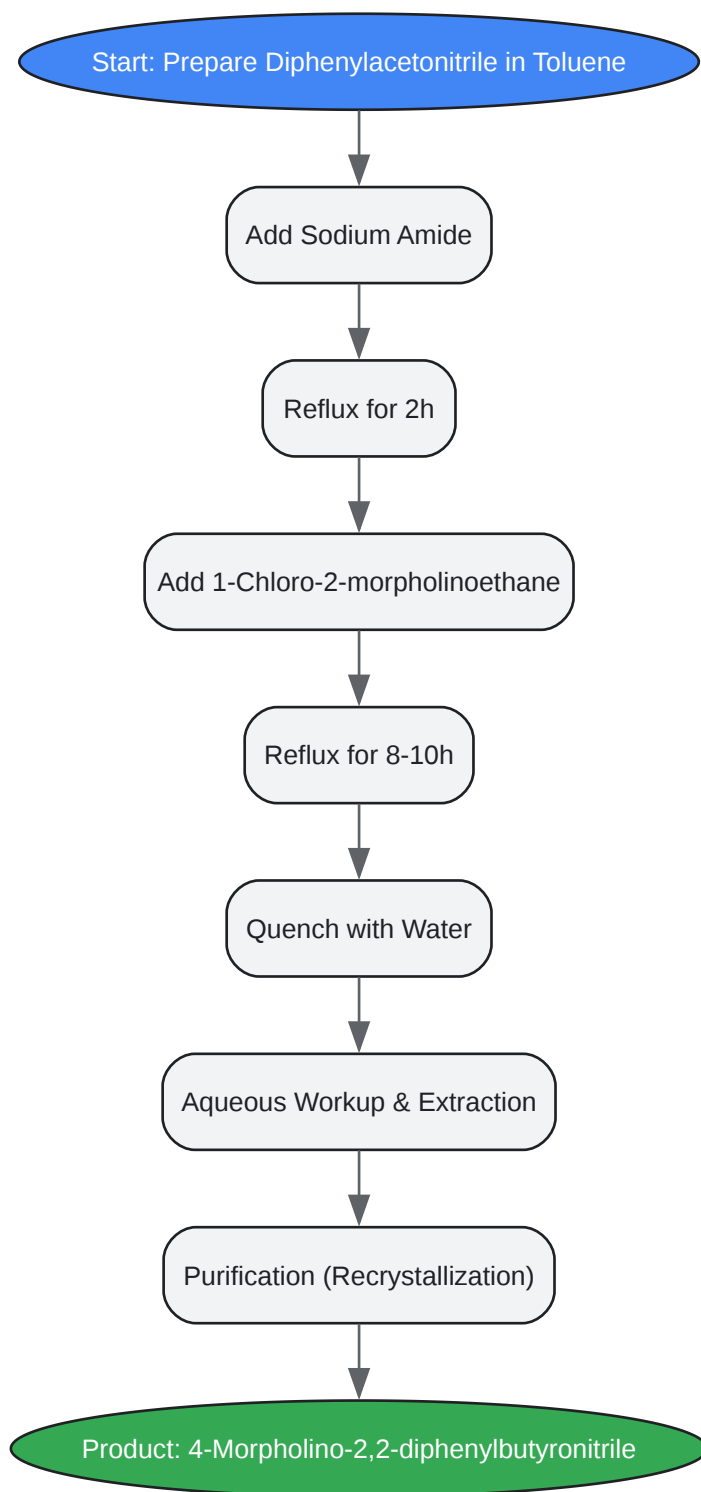 Start: Prepare Diphenylacetonitrile in Toluene
Add Sodium Amide
Reflux for 2h
Add 1-Chloro-2-morpholinoethane
Reflux for 8-10h
Quench with Water
Aqueous Workup & Extraction
Purification (Recrystallization)
Product: 4-Morpholino-2,2-diphenylbutyronitrile